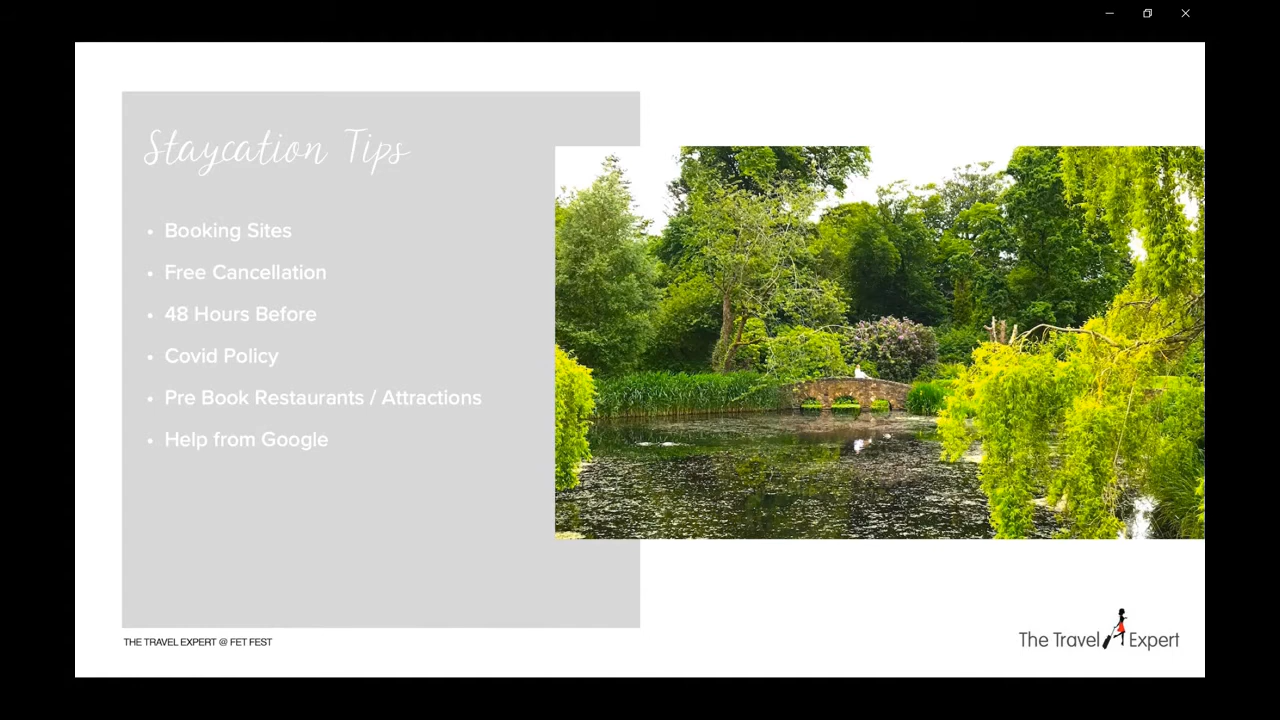 Staycation Tips
• Booking Sites
• Free Cancellation
• 48 Hours Before
• Covid Policy
• Pre Book Restaurants / Attractions
• Help from Google
THE TRAVEL EXPERT @ FET FEST
The Travel Expert